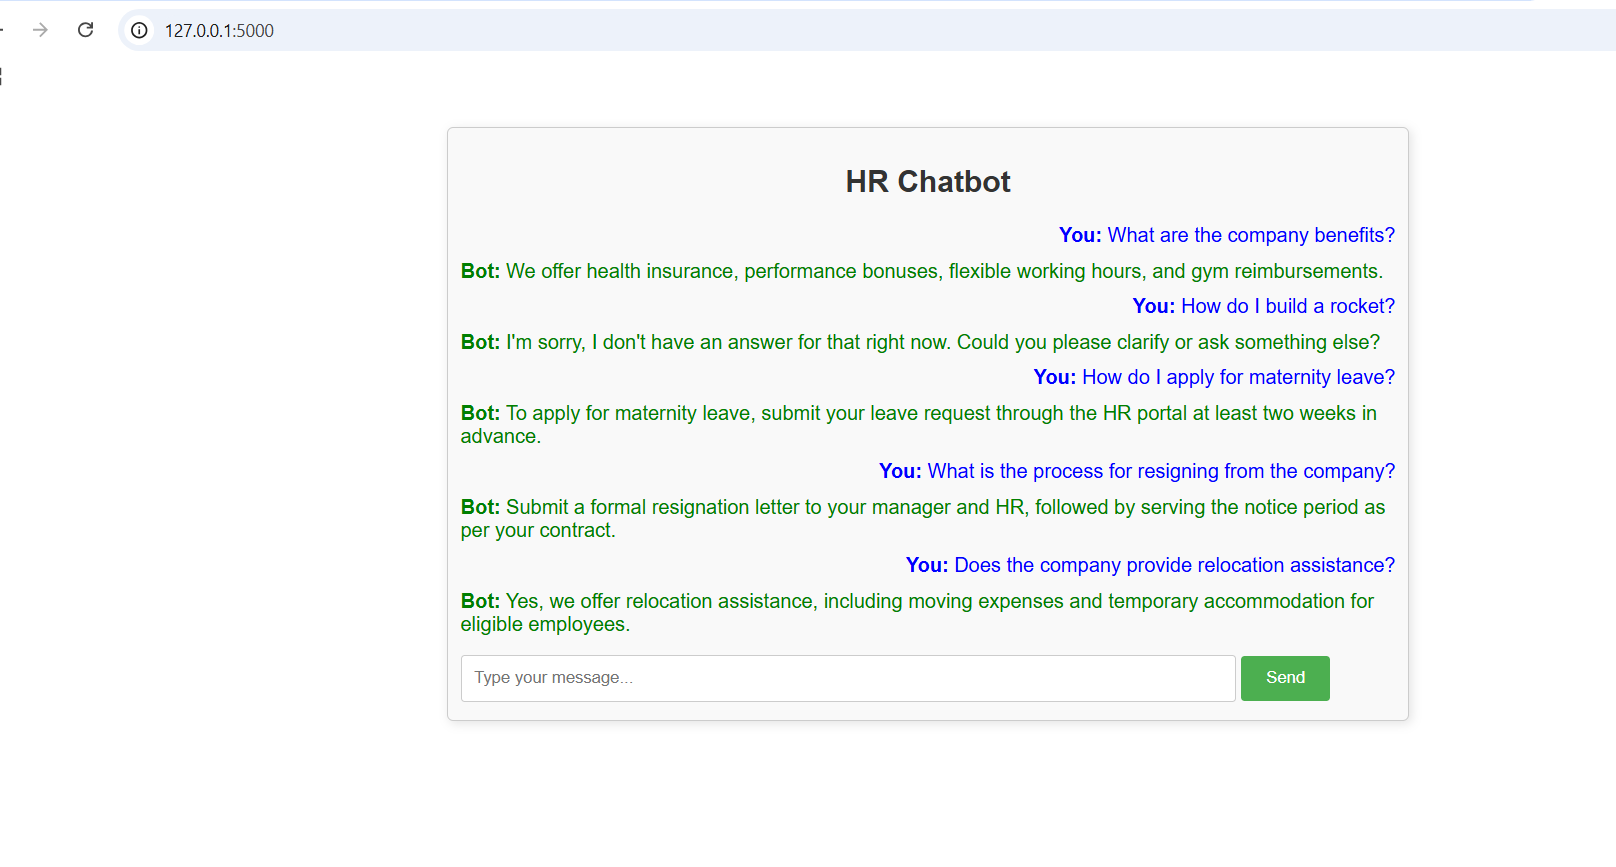 127.0.0.1:5000
HR Chatbot
You: What are the company benefits?
Bot: We offer health insurance, performance bonuses, flexible working hours, and gym reimbursements.
You: How do I build a rocket?
Bot: I'm sorry, I don't have an answer for that right now. Could you please clarify or ask something else?
You: How do I apply for maternity leave?
Bot: To apply for maternity leave, submit your leave request through the HR portal at least two weeks in
advance.
You: What is the process for resigning from the company?
Bot: Submit a formal resignation letter to your manager and HR, followed by serving the notice period as
per your contract.
You: Does the company provide relocation assistance?
Bot: Yes, we offer relocation assistance, including moving expenses and temporary accommodation for
eligible employees.
Type your message... Send